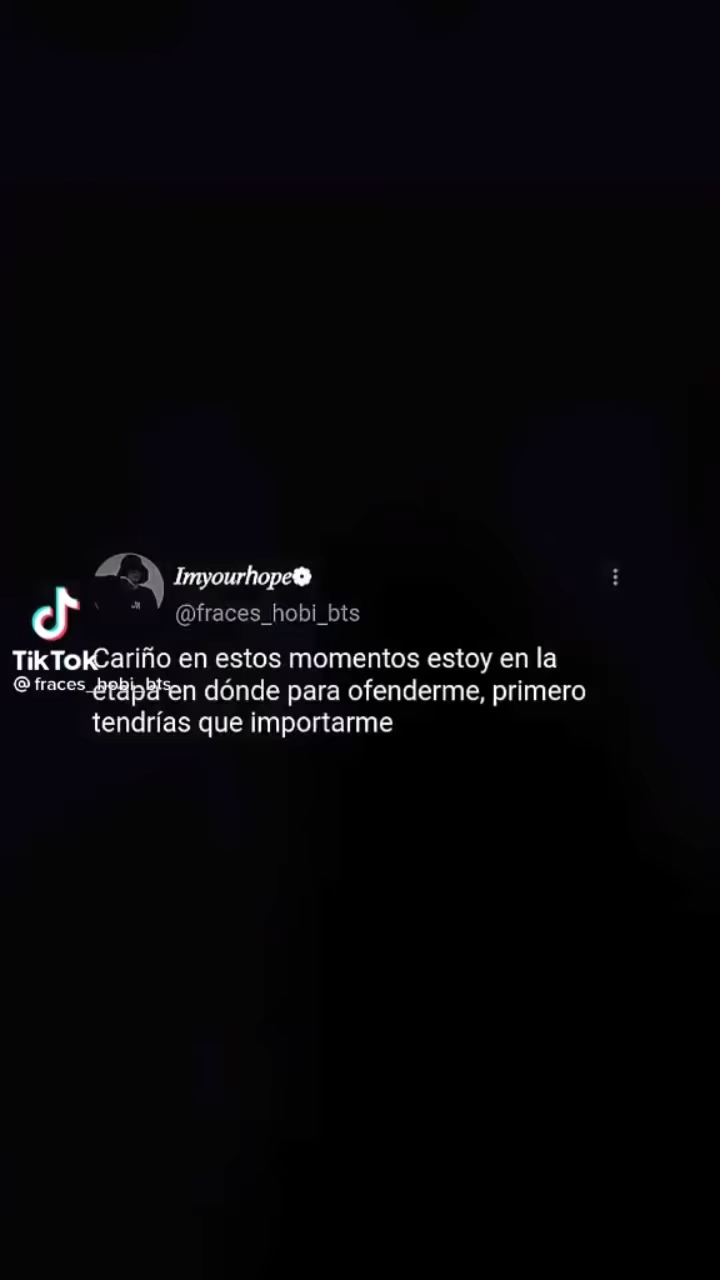 Imyourhope
@fraces_hobi_bts
TikTok
@fraces_hobi_bts
Cariño en estos momentos estoy en la
etapa en dónde para ofenderme, primero
tendrías que importarme